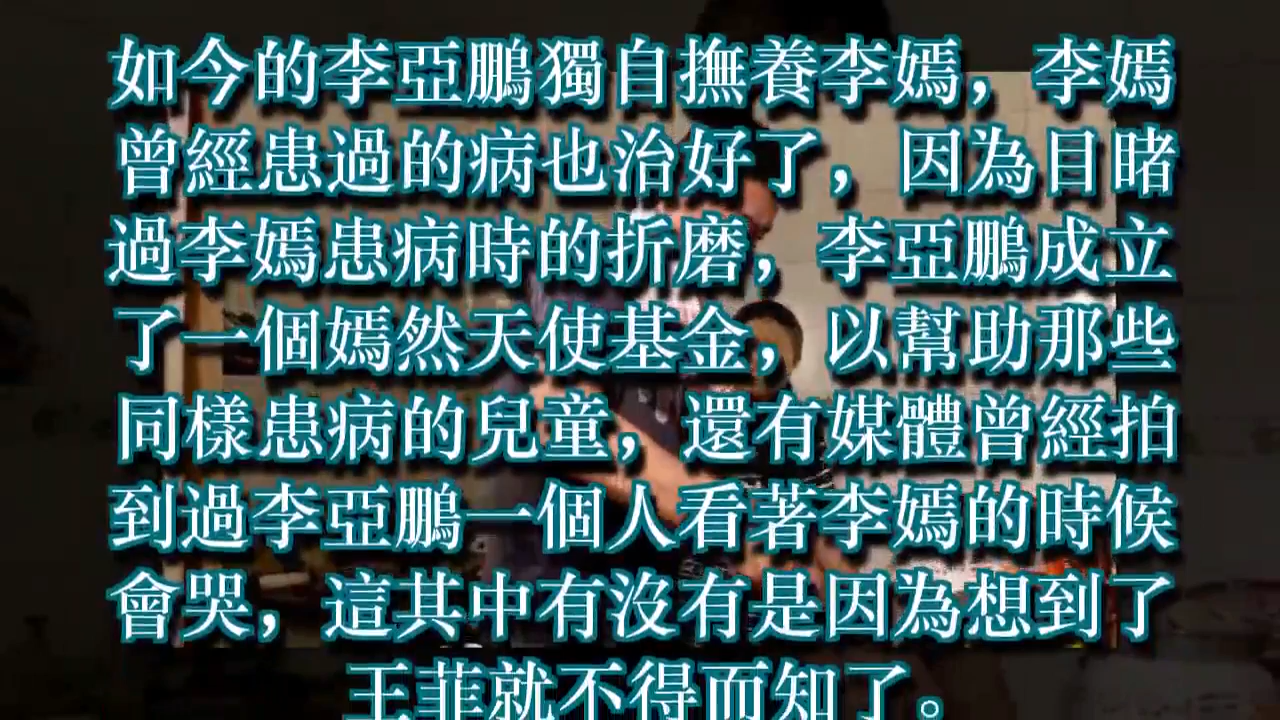 如今的李亞鵬獨自撫養李嫣，李嫣
曾經患過的病也治好了，因為目睹
過李嫣患病時的折磨，李亞鵬成立
了一個嫣然天使基金，以幫助那些
同樣患病的兒童，還有媒體曾經拍
到過李亞鵬一個人看著李嫣的時候
會哭，這其中有沒有是因為想到了
王菲就不得而知了。